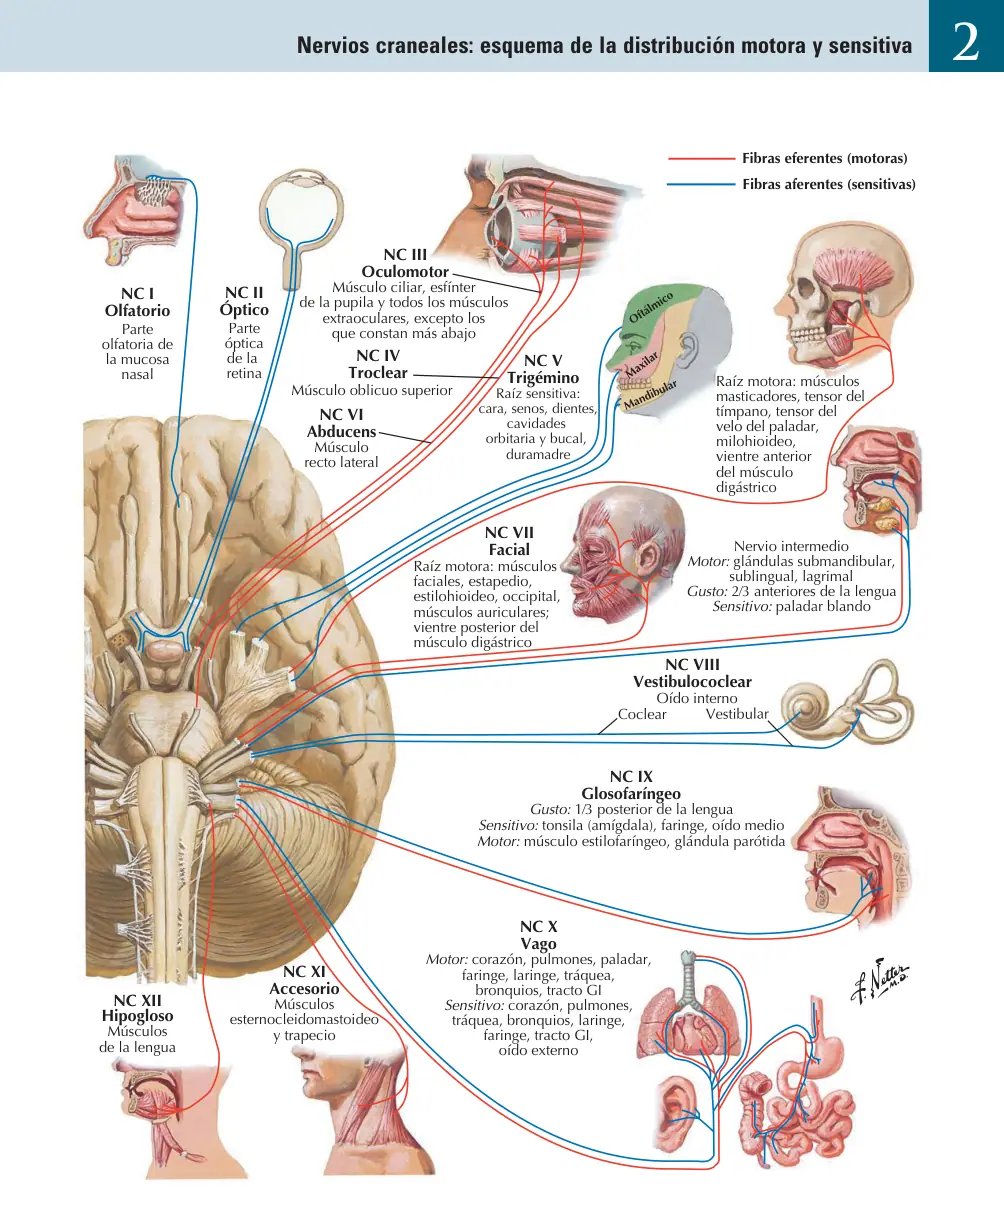 Nervios craneales: esquema de la distribución motora y sensitiva
2
Fibras eferentes (motoras)
Fibras aferentes (sensitivas)
NC I
Olfatorio
Parte
olfatoria de
la mucosa
nasal
NC II
Óptico
Parte
óptica
de la
retina
NC III
Oculomotor
Músculo ciliar, esfínter
de la pupila y todos los músculos
extraoculares, excepto los
que constan más abajo
NC IV
Troclear
Músculo oblicuo superior
NC VI
Abducens
Músculo
recto lateral
NC V
Trigémino
Raíz sensitiva:
cara, senos, dientes,
cavidades
orbitaria y bucal,
duramadre
Oftálmico
Maxilar
Mandibular
Raíz motora: músculos
masticadores, tensor del
tímpano, tensor del
velo del paladar,
milohioideo,
vientre anterior
del músculo
digástrico
NC VII
Facial
Raíz motora: músculos
faciales, estapedio,
estilohioideo, occipital,
músculos auriculares;
vientre posterior del
músculo digástrico
Nervio intermedio
Motor: glándulas submandibular,
sublingual, lagrimal
Gusto: 2/3 anteriores de la lengua
Sensitivo: paladar blando
NC VIII
Vestibulococlear
Oído interno
Coclear Vestibular
NC IX
Glosofaríngeo
Gusto: 1/3 posterior de la lengua
Sensitivo: tonsila (amígdala), faringe, oído medio
Motor: músculo estilofaríngeo, glándula parótida
NC X
Vago
Motor: corazón, pulmones, paladar,
faringe, laringe, tráquea,
bronquios, tracto GI
Sensitivo: corazón, pulmones,
tráquea, bronquios, laringe,
faringe, tracto GI,
oído externo
NC XI
Accesorio
Músculos
esternocleidomastoideo
y trapecio
NC XII
Hipogloso
Músculos
de la lengua
F. Netter
M.D.